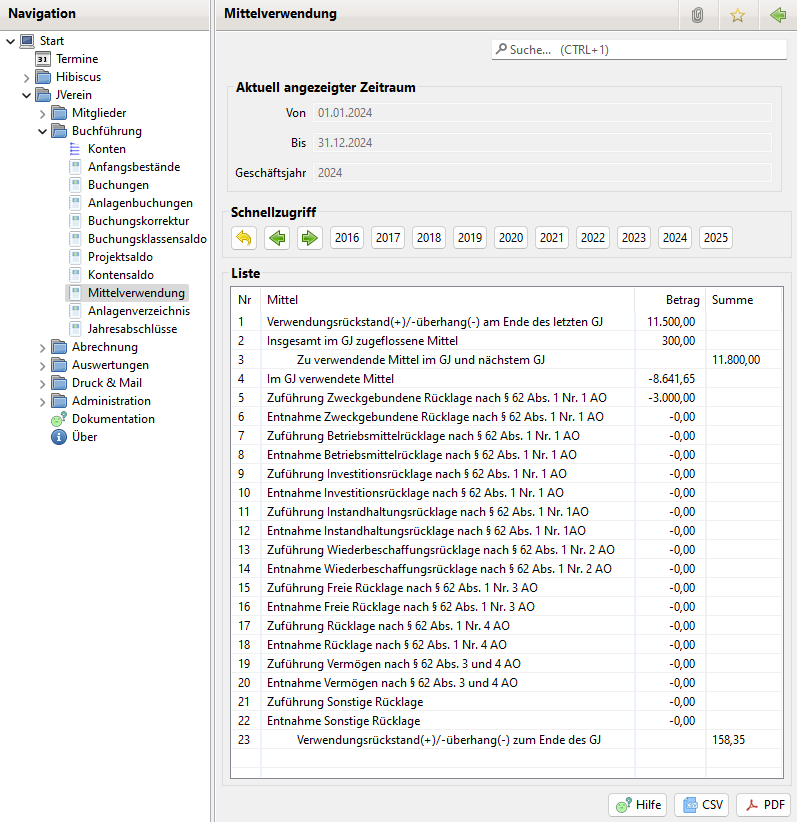 Navigation
Start
31 Termine
Hibiscus
JVerein
Mitglieder
Buchführung
Konten
Anfangsbestände
Buchungen
Anlagenbuchungen
Buchungskorrektur
Buchungsklassensaldo
Projektsaldo
Kontensaldo
Mittelverwendung
Anlagenverzeichnis
Jahresabschlüsse
Abrechnung
Auswertungen
Druck & Mail
Administration
Dokumentation
Über
Mittelverwendung
Suche... (CTRL+1)
Aktuell angezeigter Zeitraum
Von 01.01.2024
Bis 31.12.2024
Geschäftsjahr 2024
Schnellzugriff
2016 2017 2018 2019 2020 2021 2022 2023 2024 2025
Liste
Nr Mittel Betrag Summe
1 Verwendungsrückstand(+)/-überhang(-) am Ende des letzten GJ 11.500,00
2 Insgesamt im GJ zugeflossene Mittel 300,00
3 Zu verwendende Mittel im GJ und nächstem GJ 11.800,00
4 Im GJ verwendete Mittel -8.641,65
5 Zuführung Zweckgebundene Rücklage nach § 62 Abs. 1 Nr. 1 AO -3.000,00
6 Entnahme Zweckgebundene Rücklage nach § 62 Abs. 1 Nr. 1 AO -0,00
7 Zuführung Betriebsmittelrücklage nach § 62 Abs. 1 Nr. 1 AO -0,00
8 Entnahme Betriebsmittelrücklage nach § 62 Abs. 1 Nr. 1 AO -0,00
9 Zuführung Investitionsrücklage nach § 62 Abs. 1 Nr. 1 AO -0,00
10 Entnahme Investitionsrücklage nach § 62 Abs. 1 Nr. 1 AO -0,00
11 Zuführung Instandhaltungsrücklage nach § 62 Abs. 1 Nr. 1AO -0,00
12 Entnahme Instandhaltungsrücklage nach § 62 Abs. 1 Nr. 1AO -0,00
13 Zuführung Wiederbeschaffungsrücklage nach § 62 Abs. 1 Nr. 2 AO -0,00
14 Entnahme Wiederbeschaffungsrücklage nach § 62 Abs. 1 Nr. 2 AO -0,00
15 Zuführung Freie Rücklage nach § 62 Abs. 1 Nr. 3 AO -0,00
16 Entnahme Freie Rücklage nach § 62 Abs. 1 Nr. 3 AO -0,00
17 Zuführung Rücklage nach § 62 Abs. 1 Nr. 4 AO -0,00
18 Entnahme Rücklage nach § 62 Abs. 1 Nr. 4 AO -0,00
19 Zuführung Vermögen nach § 62 Abs. 3 und 4 AO -0,00
20 Entnahme Vermögen nach § 62 Abs. 3 und 4 AO -0,00
21 Zuführung Sonstige Rücklage -0,00
22 Entnahme Sonstige Rücklage -0,00
23 Verwendungsrückstand(+)/-überhang(-) zum Ende des GJ 158,35
Hilfe CSV PDF